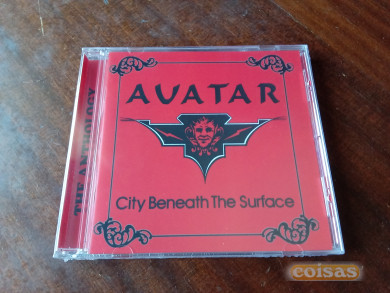 AVATAR
City Beneath The Surface
THE ANTHOLOGY
coisas